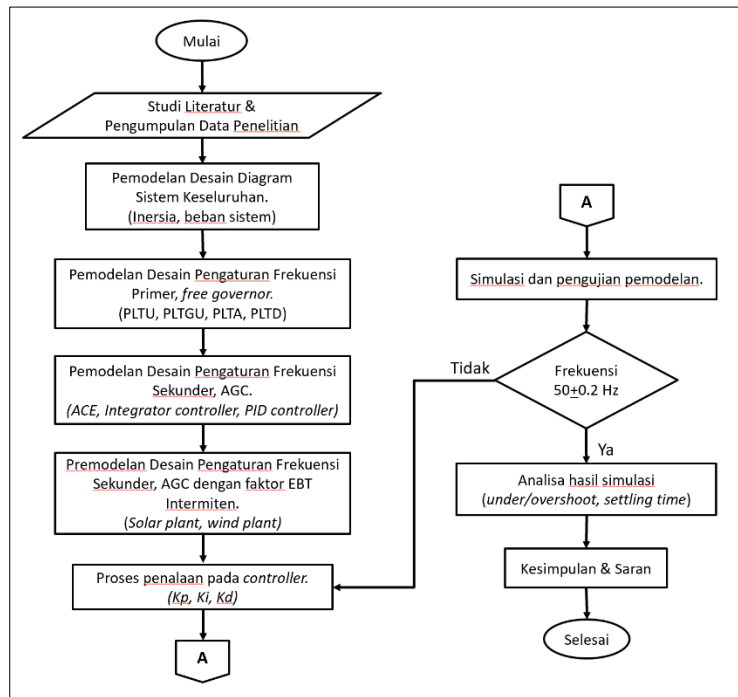 Mulai
Studi Literatur &
Pengumpulan Data Penelitian
Pemodelan Desain Diagram
Sistem Keseluruhan.
(Inersia, beban sistem)
Pemodelan Desain Pengaturan Frekuensi
Primer, free governor.
(PLTU, PLTGU, PLTA, PLTD)
Pemodelan Desain Pengaturan Frekuensi
Sekunder, AGC.
(ACE, Integrator controller, PID controller)
Premodelan Desain Pengaturan Frekuensi
Sekunder, AGC dengan faktor EBT
Intermiten.
(Solar plant, wind plant)
Proses penalaan pada controller.
(Kp, Ki, Kd)
A
A
Simulasi dan pengujian pemodelan.
Tidak
Frekuensi
50±0.2 Hz
Ya
Analisa hasil simulasi
(under/overshoot, settling time)
Kesimpulan & Saran
Selesai